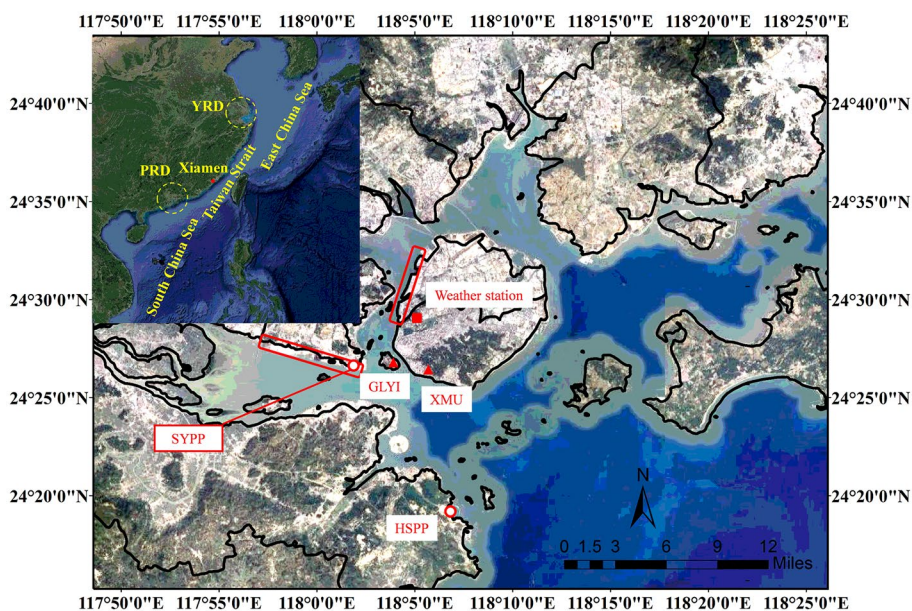 117°50'0"E 117°55'0"E 118°0'0"E 118°5'0"E 118°10'0"E 118°15'0"E 118°20'0"E 118°25'0"E
24°40'0"N
24°40'0"N
24°35'0"N
24°35'0"N
24°30'0"N
24°30'0"N
24°25'0"N
24°25'0"N
24°20'0"N
24°20'0"N
YRD
East China Sea
PRD
Xiamen
Taiwan Strait
South China Sea
Weather station
GLYI
XMU
SYPP
HSPP
N
0 1.5 3 6 9 12
Miles
117°50'0"E 117°55'0"E 118°0'0"E 118°5'0"E 118°10'0"E 118°15'0"E 118°20'0"E 118°25'0"E